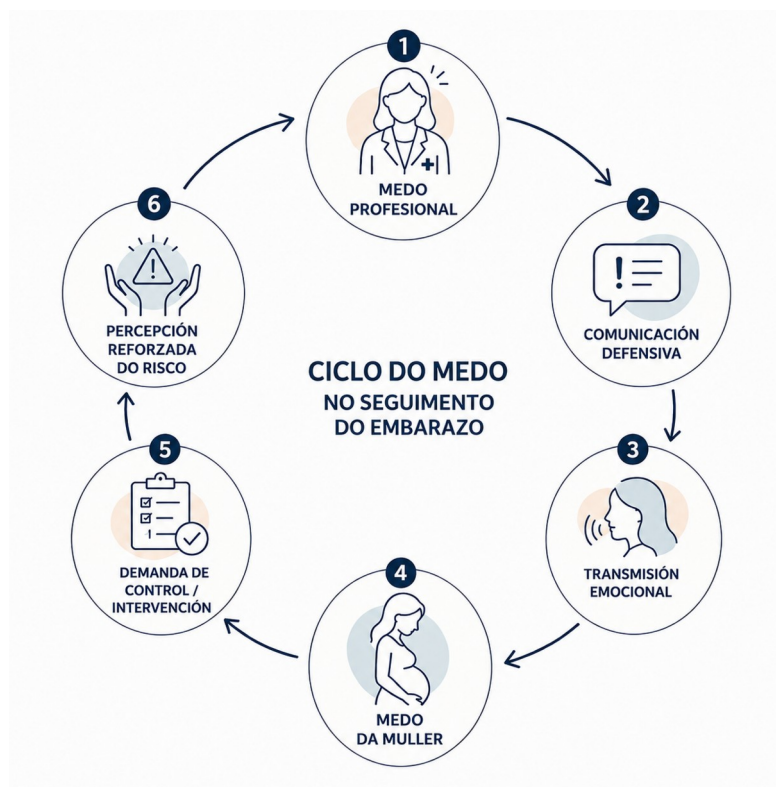 CICLO DO MEDO
NO SEGUIMENTO
DO EMBARAZO
1
MEDO
PROFESIONAL
2
COMUNICACIÓN
DEFENSIVA
3
TRANSMISIÓN
EMOCIONAL
4
MEDO
DA MULLER
5
DEMANDA DE
CONTROL /
INTERVENCIÓN
6
PERCEPCIÓN
REFORZADA
DO RISCO